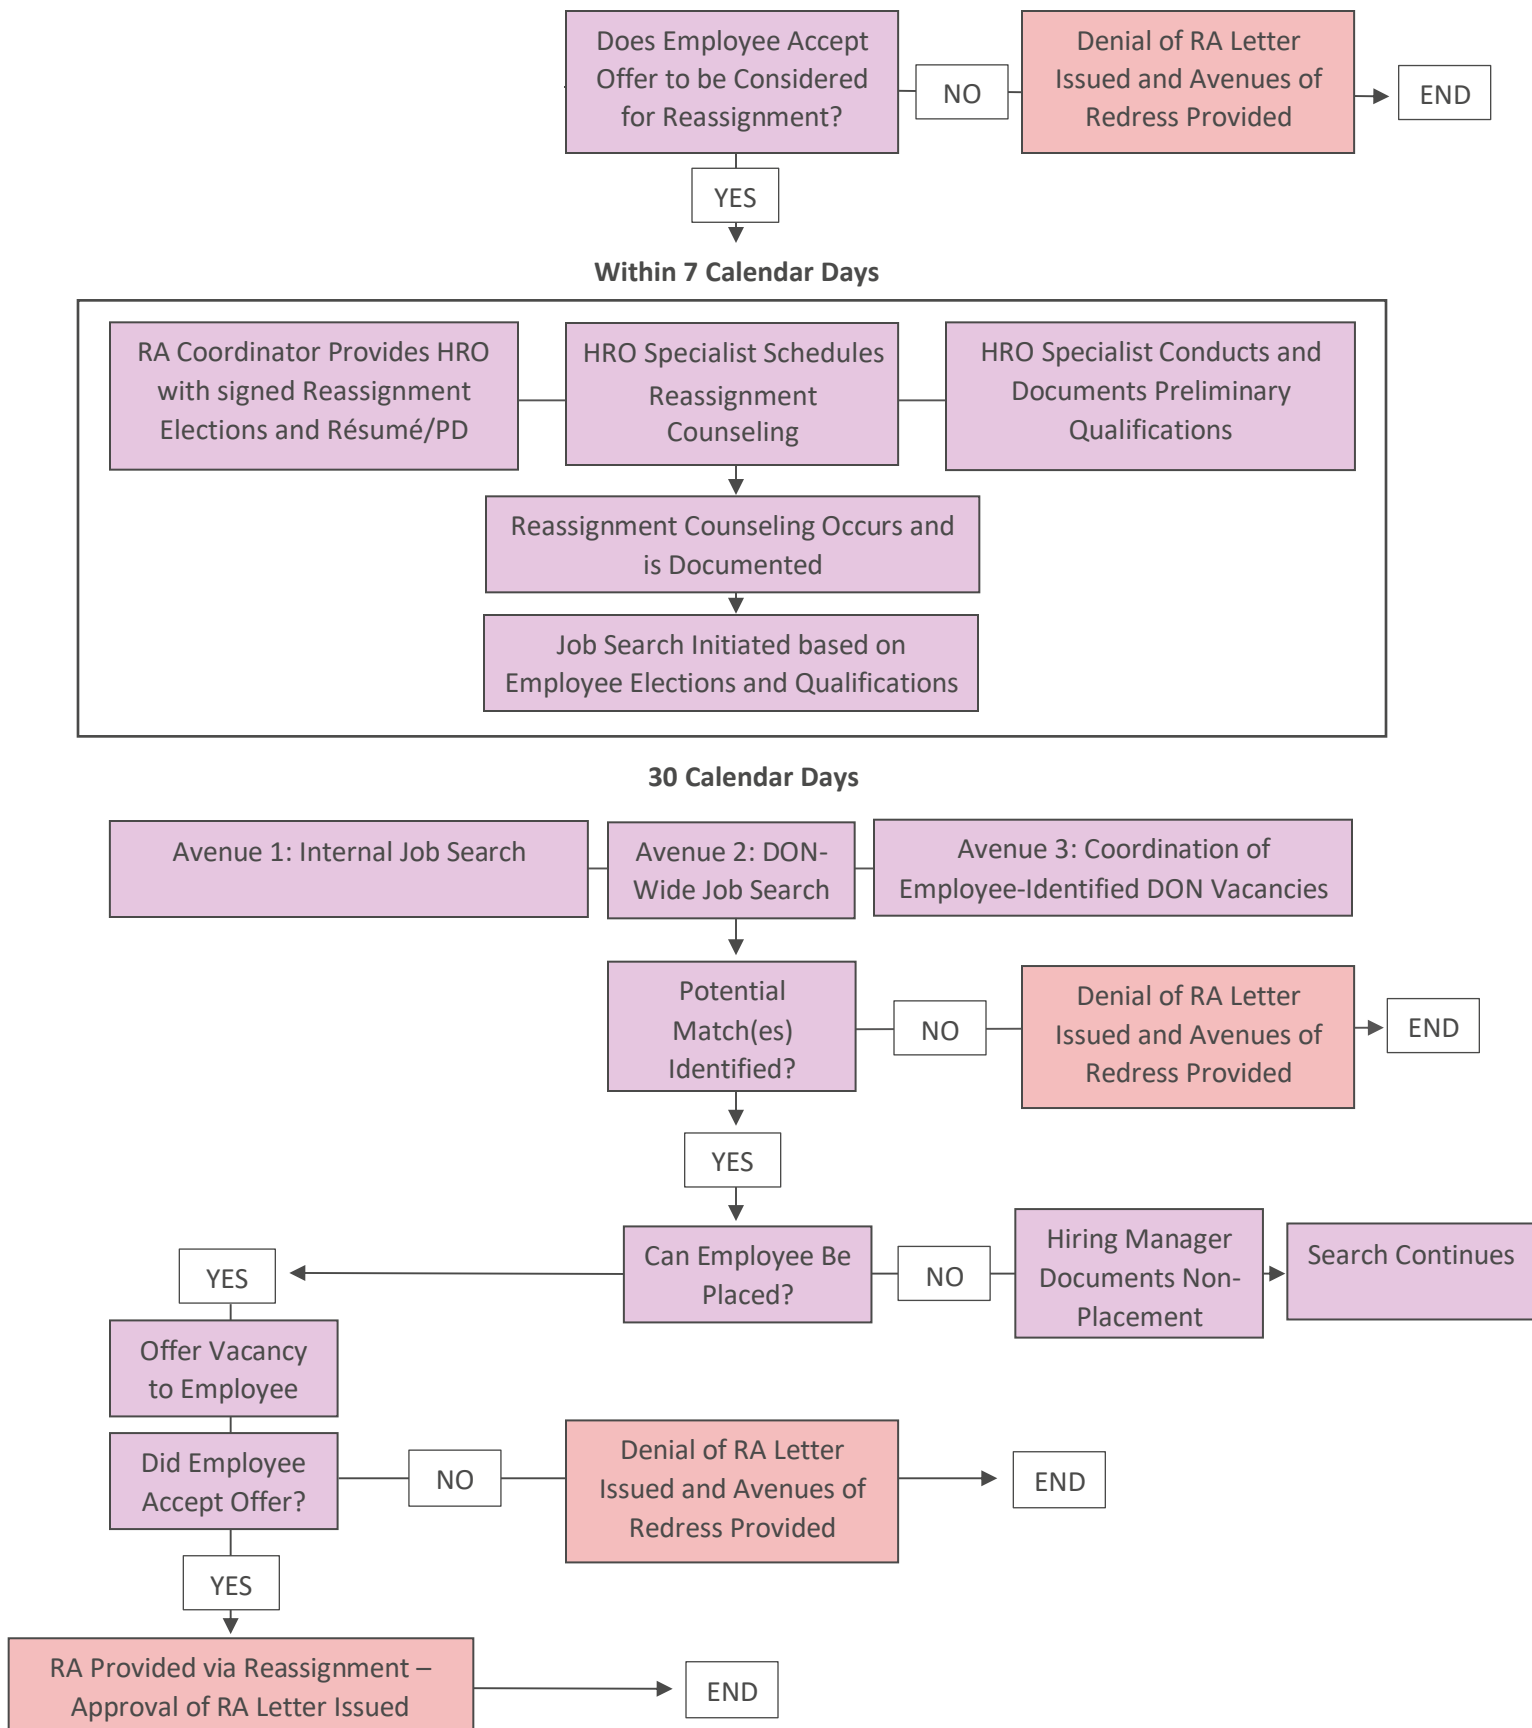 Does Employee Accept
Offer to be Considered
for Reassignment?
NO
Denial of RA Letter
Issued and Avenues of
Redress Provided
END
YES
Within 7 Calendar Days
RA Coordinator Provides HRO
with signed Reassignment
Elections and Résumé/PD
HRO Specialist Schedules
Reassignment
Counseling
HRO Specialist Conducts and
Documents Preliminary
Qualifications
Reassignment Counseling Occurs and
is Documented
Job Search Initiated based on
Employee Elections and Qualifications
30 Calendar Days
Avenue 1: Internal Job Search
Avenue 2: DON-
Wide Job Search
Avenue 3: Coordination of
Employee-Identified DON Vacancies
Potential
Match(es)
Identified?
NO
Denial of RA Letter
Issued and Avenues of
Redress Provided
END
YES
Can Employee Be
Placed?
NO
Hiring Manager
Documents Non-
Placement
Search Continues
YES
Offer Vacancy
to Employee
Did Employee
Accept Offer?
NO
Denial of RA Letter
Issued and Avenues of
Redress Provided
END
YES
RA Provided via Reassignment –
Approval of RA Letter Issued
END